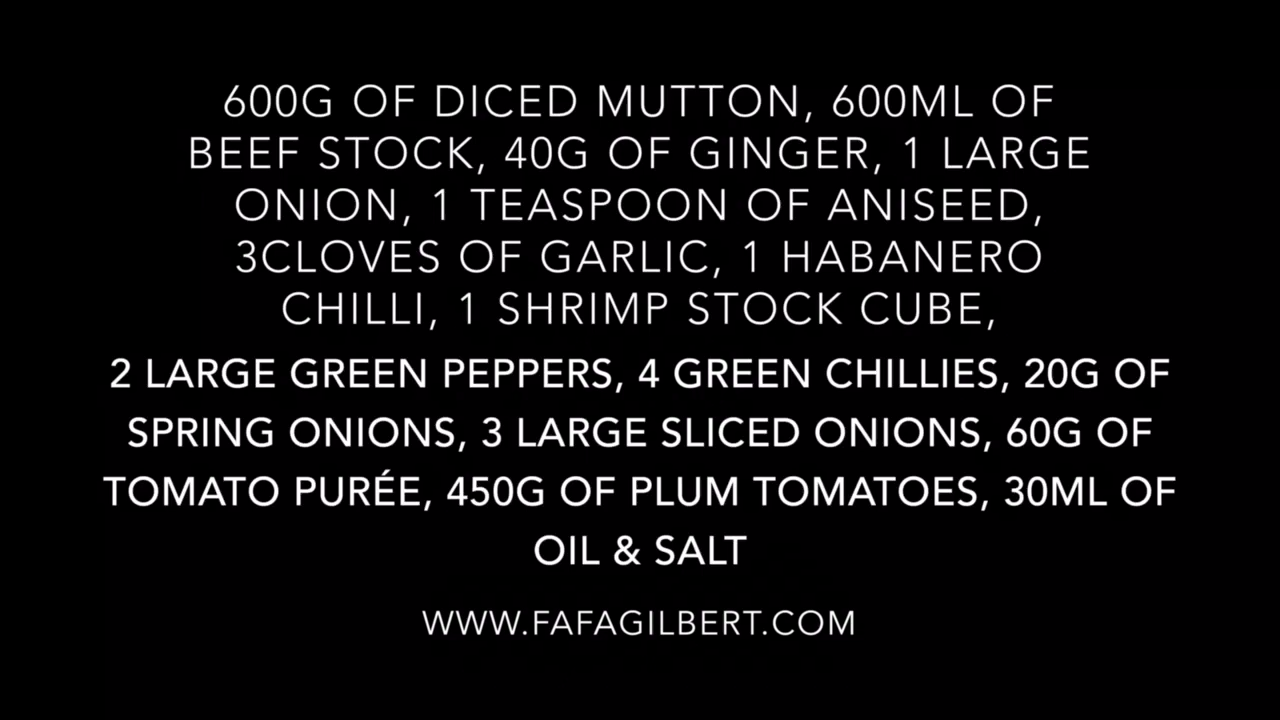 600G OF DICED MUTTON, 600ML OF
BEEF STOCK, 40G OF GINGER, 1 LARGE
ONION, 1 TEASPOON OF ANISEED,
3CLOVES OF GARLIC, 1 HABANERO
CHILLI, 1 SHRIMP STOCK CUBE,
2 LARGE GREEN PEPPERS, 4 GREEN CHILLIES, 20G OF
SPRING ONIONS, 3 LARGE SLICED ONIONS, 60G OF
TOMATO PURÉE, 450G OF PLUM TOMATOES, 30ML OF
OIL & SALT
WWW.FAFAGILBERT.COM